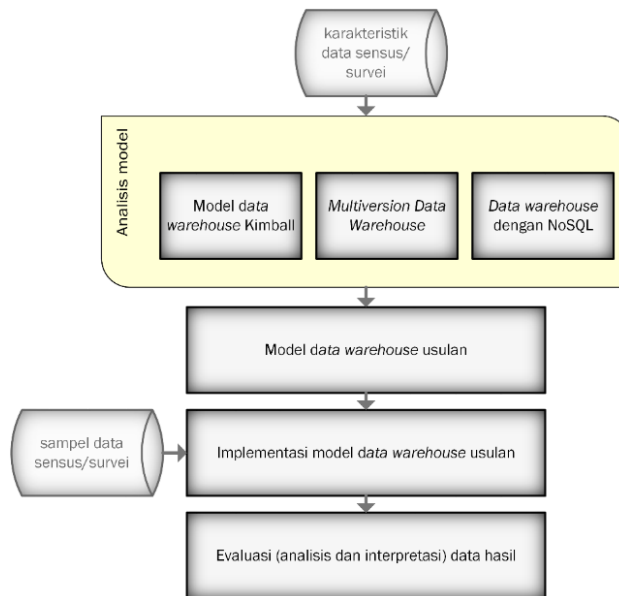 karakteristik
data sensus/
survei
Analisis model
Model data
warehouse Kimball
Multiversion Data
Warehouse
Data warehouse
dengan NoSQL
Model data warehouse usulan
sampel data
sensus/survei
Implementasi model data warehouse usulan
Evaluasi (analisis dan interpretasi) data hasil